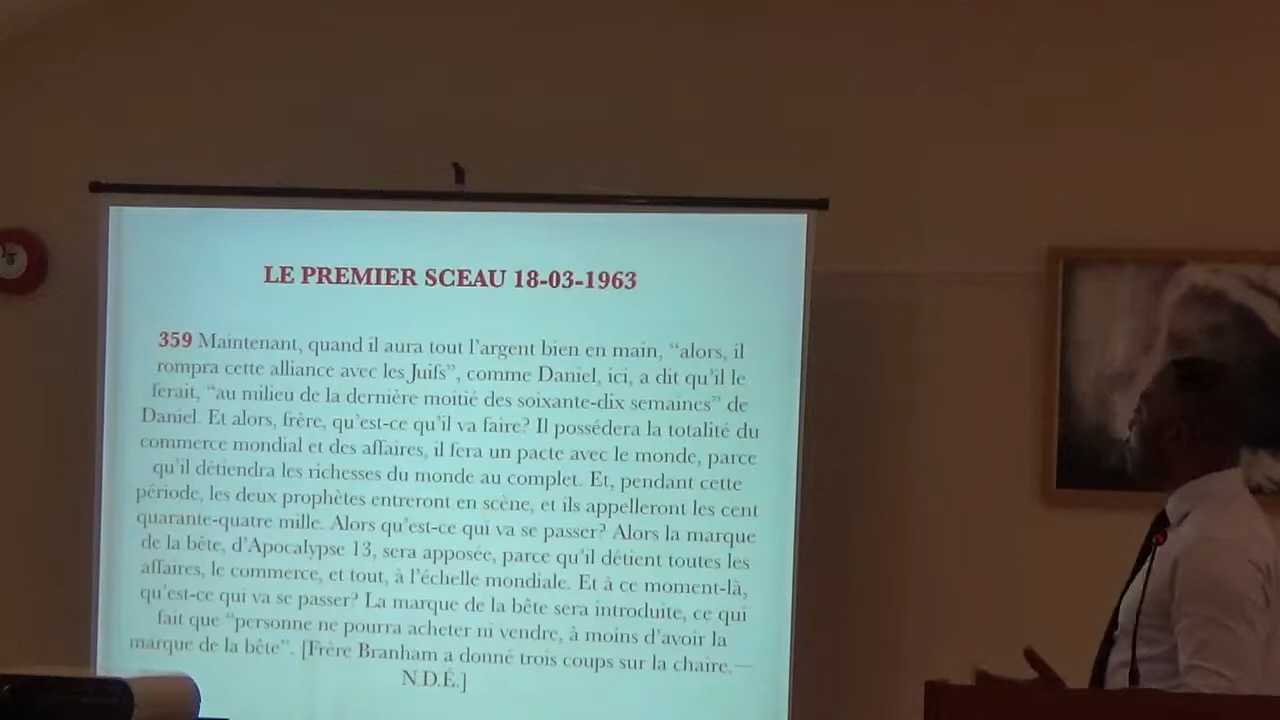 LE PREMIER SCEAU 18-03-1963
359 Maintenant, quand il aura tout l'argent bien en main, “alors, il
rompra cette alliance avec les Juifs”, comme Daniel, ici, a dit qu'il le
ferait, “au milieu de la dernière moitié des soixante-dix semaines” de
Daniel. Et alors, frère, qu'est-ce qu'il va faire? Il possédera la totalité du
commerce mondial et des affaires, il fera un pacte avec le monde, parce
qu'il détiendra les richesses du monde au complet. Et, pendant cette
période, les deux prophètes entreront en scène, et ils appelleront les cent
quarante-quatre mille. Alors qu'est-ce qui va se passer? Alors la marque
de la bête, d'Apocalypse 13, sera apposée, parce qu'il détient toutes les
affaires, le commerce, et tout, à l'échelle mondiale. Et à ce moment-là,
qu'est-ce qui va se passer? La marque de la bête sera introduite, ce qui
fait que “personne ne pourra acheter ni vendre, à moins d'avoir la
marque de la bête”. [Frère Branham a donné trois coups sur la chaire.—
N.D.É.]